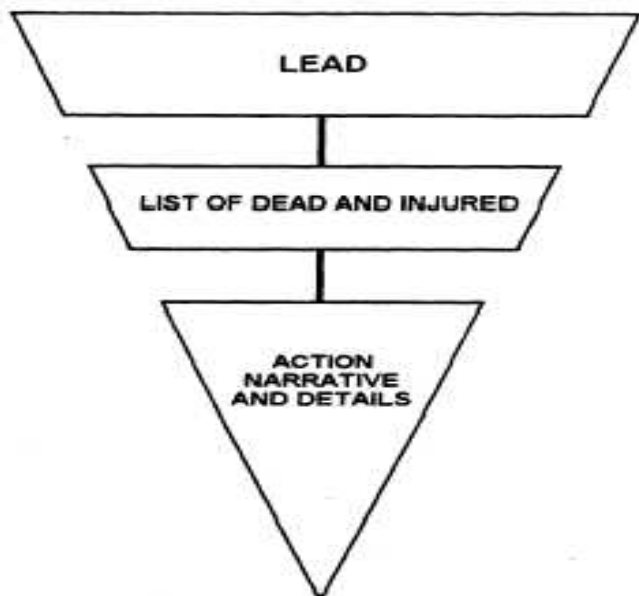 LEAD
LIST OF DEAD AND INJURED
ACTION
NARRATIVE
AND DETAILS